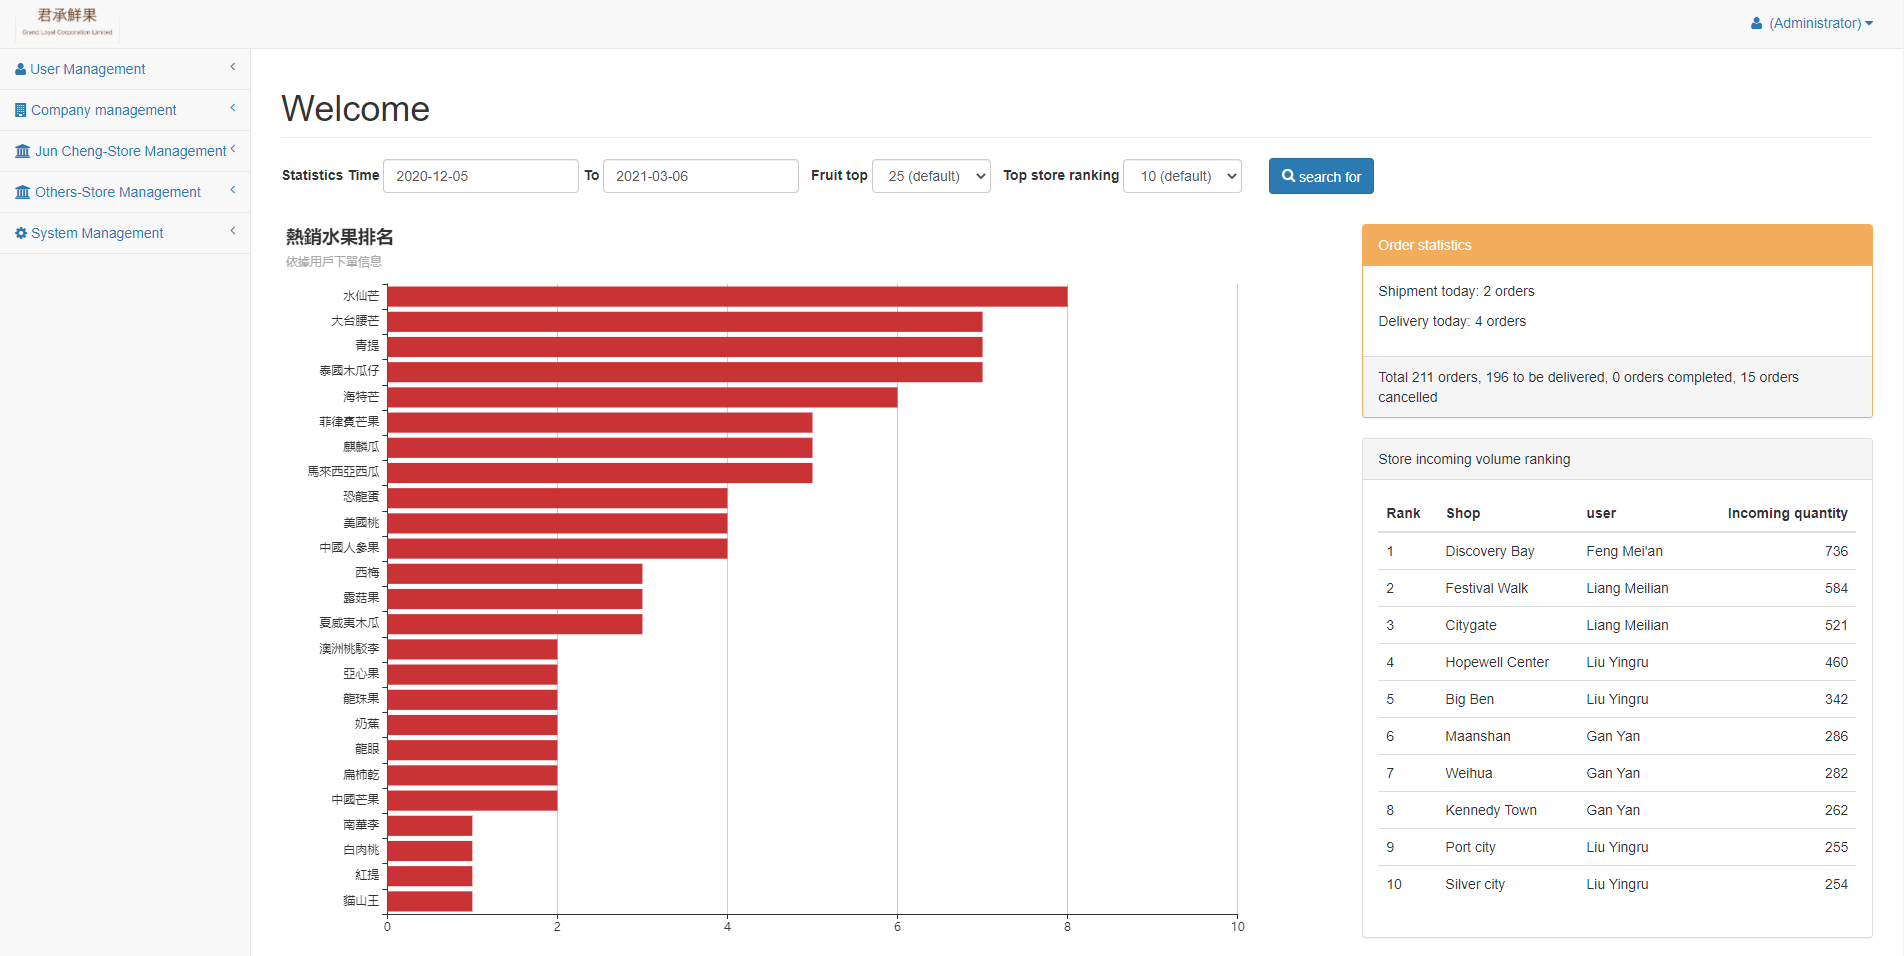 君承鮮果
Grand Loyal Corporation Limited
(Administrator)
User Management
Company management
Jun Cheng-Store Management
Others-Store Management
System Management
Welcome
Statistics Time 2020-12-05 To 2021-03-06 Fruit top 25 (default) Top store ranking 10 (default) search for
熱銷水果排名
依據用戶下單信息
水仙芒
大台腰芒
青提
泰國木瓜仔
海特芒
菲律賓芒果
麒麟瓜
馬來西亞西瓜
恐龍蛋
美國桃
中國人參果
西梅
露菇果
夏威夷木瓜
澳洲桃駁李
亞心果
龍珠果
奶蕉
龍眼
扁柿乾
中國芒果
南華李
白肉桃
紅提
貓山王
0 2 4 6 8 10
Order statistics
Shipment today: 2 orders
Delivery today: 4 orders
Total 211 orders, 196 to be delivered, 0 orders completed, 15 orders
cancelled
Store incoming volume ranking
Rank Shop user Incoming quantity
1 Discovery Bay Feng Mei'an 736
2 Festival Walk Liang Meilian 584
3 Citygate Liang Meilian 521
4 Hopewell Center Liu Yingru 460
5 Big Ben Liu Yingru 342
6 Maanshan Gan Yan 286
7 Weihua Gan Yan 282
8 Kennedy Town Gan Yan 262
9 Port city Liu Yingru 255
10 Silver city Liu Yingru 254